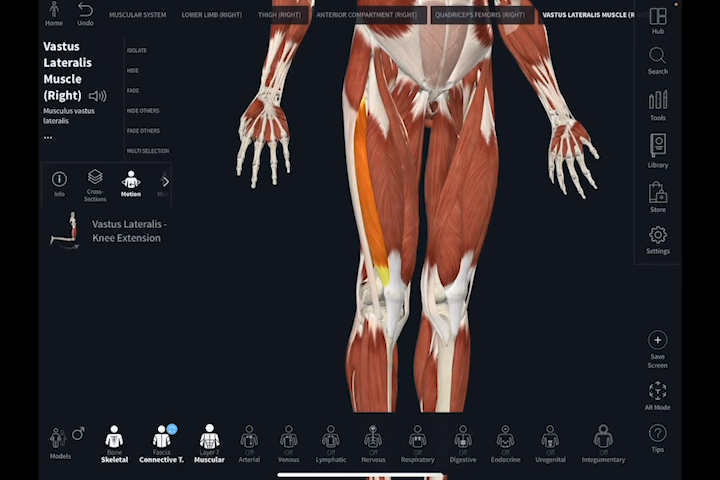 Home
Undo
MUSCULAR SYSTEM
LOWER LIMB (RIGHT)
THIGH (RIGHT)
ANTERIOR COMPARTMENT (RIGHT)
QUADRICEPS FEMORIS (RIGHT)
VASTUS LATERALIS MUSCLE (R
Vastus
Lateralis
Muscle
(Right)
Musculus vastus
lateralis
...
ISOLATE
HIDE
FADE
HIDE OTHERS
FADE OTHERS
MULTI SELECTION
Info
Cross-
Sections
Motion
Vastus Lateralis -
Knee Extension
Hub
Search
Tools
Library
Store
Settings
Save
Screen
AR Mode
Tips
Models
Bone
Skeletal
Fascia
Connective T.
Layer 7
Muscular
Off
Arterial
Off
Venous
Off
Lymphatic
Off
Nervous
Off
Respiratory
Off
Digestive
Off
Endocrine
Off
Urogenital
Off
Integumentary